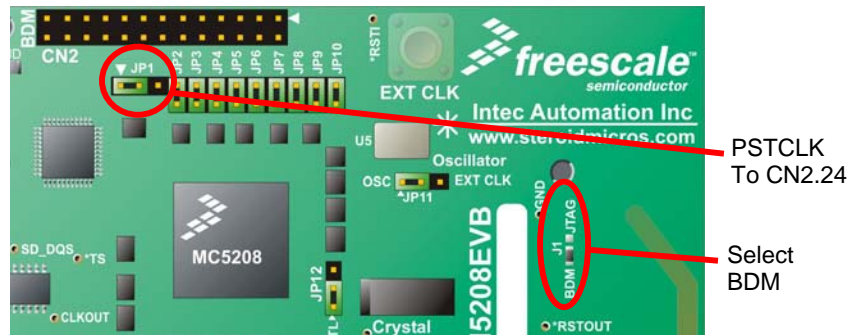 BDM
CN2
JP1
JP2
JP3
JP4
JP5
JP6
JP7
JP8
JP9
JP10
*RSTI
EXT CLK
freescale™
semiconductor
Intec Automation Inc
www.steroidmicros.com
U5
Oscillator
OSC
EXT CLK
JP11
GND
JTAG
J1
BDM
PSTCLK
To CN2.24
Select
BDM
SD_DQS
*TS
MC5208
JP12
5208EVB
CLKOUT
Crystal
*RSTOUT